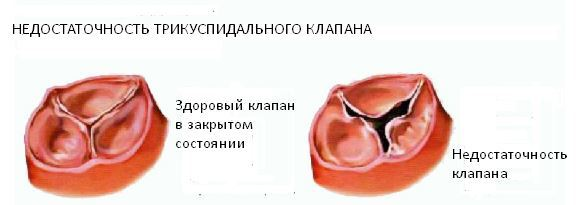 НЕДОСТАТОЧНОСТЬ ТРИКУСПИДАЛЬНОГО КЛАПАНА
Здоровый клапан
в закрытом
состоянии
Недостаточность
клапана